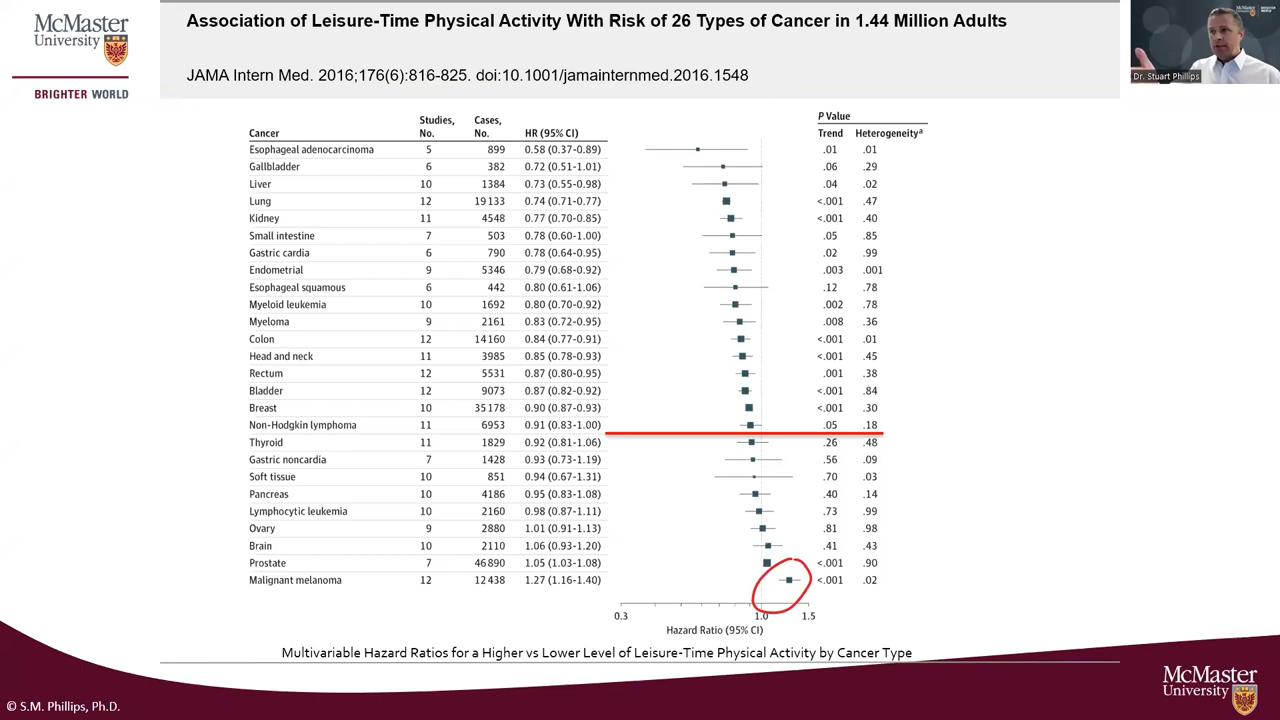 McMaster
University
BRIGHTER WORLD
Association of Leisure-Time Physical Activity With Risk of 26 Types of Cancer in 1.44 Million Adults
JAMA Intern Med. 2016;176(6):816-825. doi:10.1001/jamainternmed.2016.1548
Dr. Stuart Phillips
Studies, Cases, P Value
Cancer No. No. HR (95% CI) Trend Heterogeneityᵃ
Esophageal adenocarcinoma 5 899 0.58 (0.37-0.89) .01 .01
Gallbladder 6 382 0.72 (0.51-1.01) .06 .29
Liver 10 1384 0.73 (0.55-0.98) .04 .02
Lung 12 19 133 0.74 (0.71-0.77) <.001 .47
Kidney 11 4548 0.77 (0.70-0.85) <.001 .40
Small intestine 7 503 0.78 (0.60-1.00) .05 .85
Gastric cardia 6 790 0.78 (0.64-0.95) .02 .99
Endometrial 9 5346 0.79 (0.68-0.92) .003 .001
Esophageal squamous 6 442 0.80 (0.61-1.06) .12 .78
Myeloid leukemia 10 1692 0.80 (0.70-0.92) .002 .78
Myeloma 9 2161 0.83 (0.72-0.95) .008 .36
Colon 12 14 160 0.84 (0.77-0.91) <.001 .01
Head and neck 11 3985 0.85 (0.78-0.93) <.001 .45
Rectum 12 5531 0.87 (0.80-0.95) .001 .38
Bladder 12 9073 0.87 (0.82-0.92) <.001 .84
Breast 10 35 178 0.90 (0.87-0.93) <.001 .30
Non-Hodgkin lymphoma 11 6953 0.91 (0.83-1.00) .05 .18
Thyroid 11 1829 0.92 (0.81-1.06) .26 .48
Gastric noncardia 7 1428 0.93 (0.73-1.19) .56 .09
Soft tissue 10 851 0.94 (0.67-1.31) .70 .03
Pancreas 10 4186 0.95 (0.83-1.08) .40 .14
Lymphocytic leukemia 10 2160 0.98 (0.87-1.11) .73 .99
Ovary 9 2880 1.01 (0.91-1.13) .81 .98
Brain 10 2110 1.06 (0.93-1.20) .41 .43
Prostate 7 46 890 1.05 (1.03-1.08) <.001 .90
Malignant melanoma 12 12 438 1.27 (1.16-1.40) <.001 .02
0.3 1.0 1.5
Hazard Ratio (95% CI)
Multivariable Hazard Ratios for a Higher vs Lower Level of Leisure-Time Physical Activity by Cancer Type
McMaster
University
© S.M. Phillips, Ph.D.